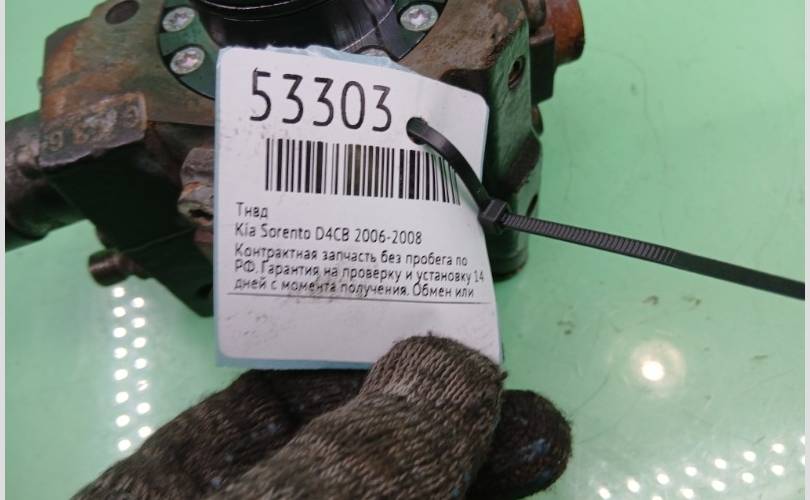 53303
Тнвд
Kia Sorento D4CB 2006-2008
Контрактная запчасть без пробега по
РФ. Гарантия на проверку и установку 14
дней с момента получения. Обмен или